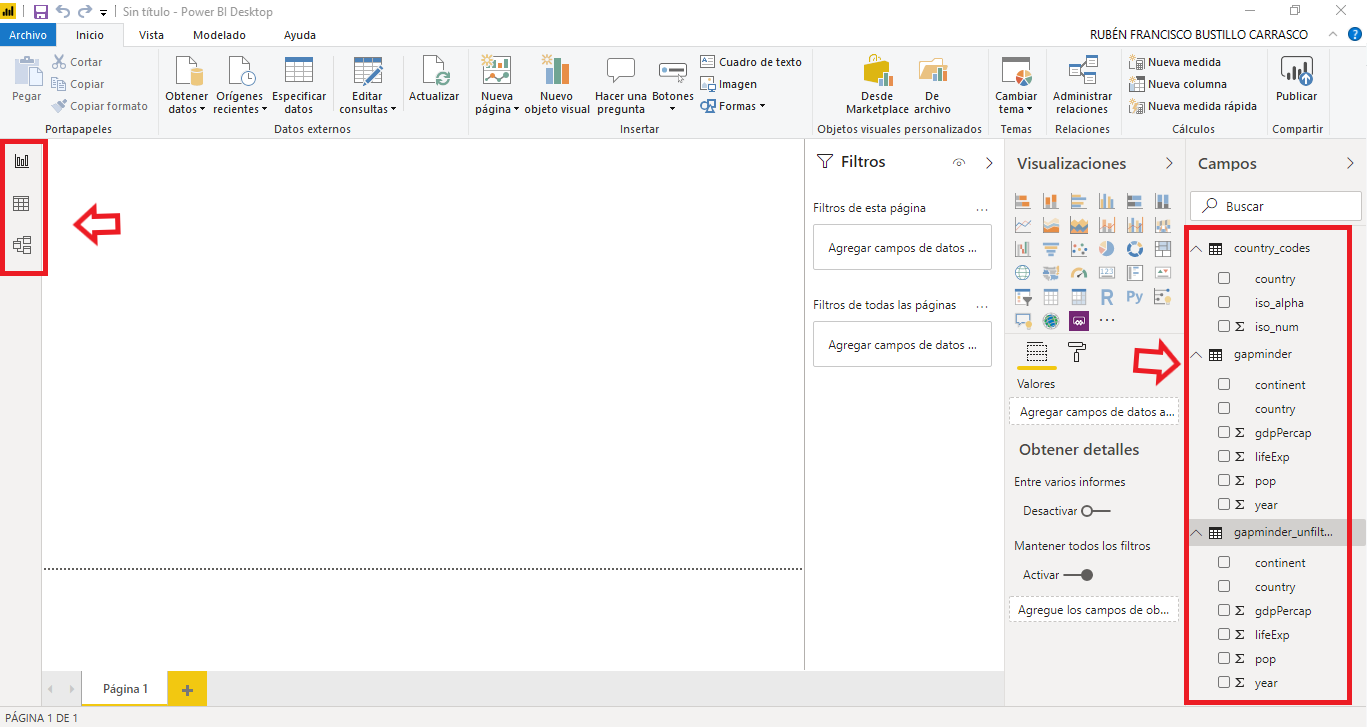 Sin título - Power BI Desktop
Archivo Inicio Vista Modelado Ayuda
RUBÉN FRANCISCO BUSTILLO CARRASCO
?
Pegar
Cortar
Copiar
Copiar formato
Portapapeles
Obtener datos
Orígenes recientes
Especificar datos
Editar consultas
Actualizar
Datos externos
Nueva página
Nuevo objeto visual
Hacer una pregunta
Botones
Cuadro de texto
Imagen
Formas
Insertar
Desde Marketplace
De archivo
Objetos visuales personalizados
Cambiar tema
Temas
Administrar relaciones
Relaciones
Nueva medida
Nueva columna
Nueva medida rápida
Cálculos
Publicar
Compartir
Filtros
Filtros de esta página ...
Agregar campos de datos ...
Filtros de todas las páginas ...
Agregar campos de datos ...
Visualizaciones
123
R
Py
...
Valores
Agregar campos de datos a...
Obtener detalles
Entre varios informes
Desactivar
Mantener todos los filtros
Activar
Agregue los campos de ob...
Campos
Buscar
country_codes
country
iso_alpha
Σ iso_num
gapminder
continent
country
Σ gdpPercap
Σ lifeExp
Σ pop
Σ year
gapminder_unfilt...
continent
country
Σ gdpPercap
Σ lifeExp
Σ pop
Σ year
Página 1 +
PÁGINA 1 DE 1